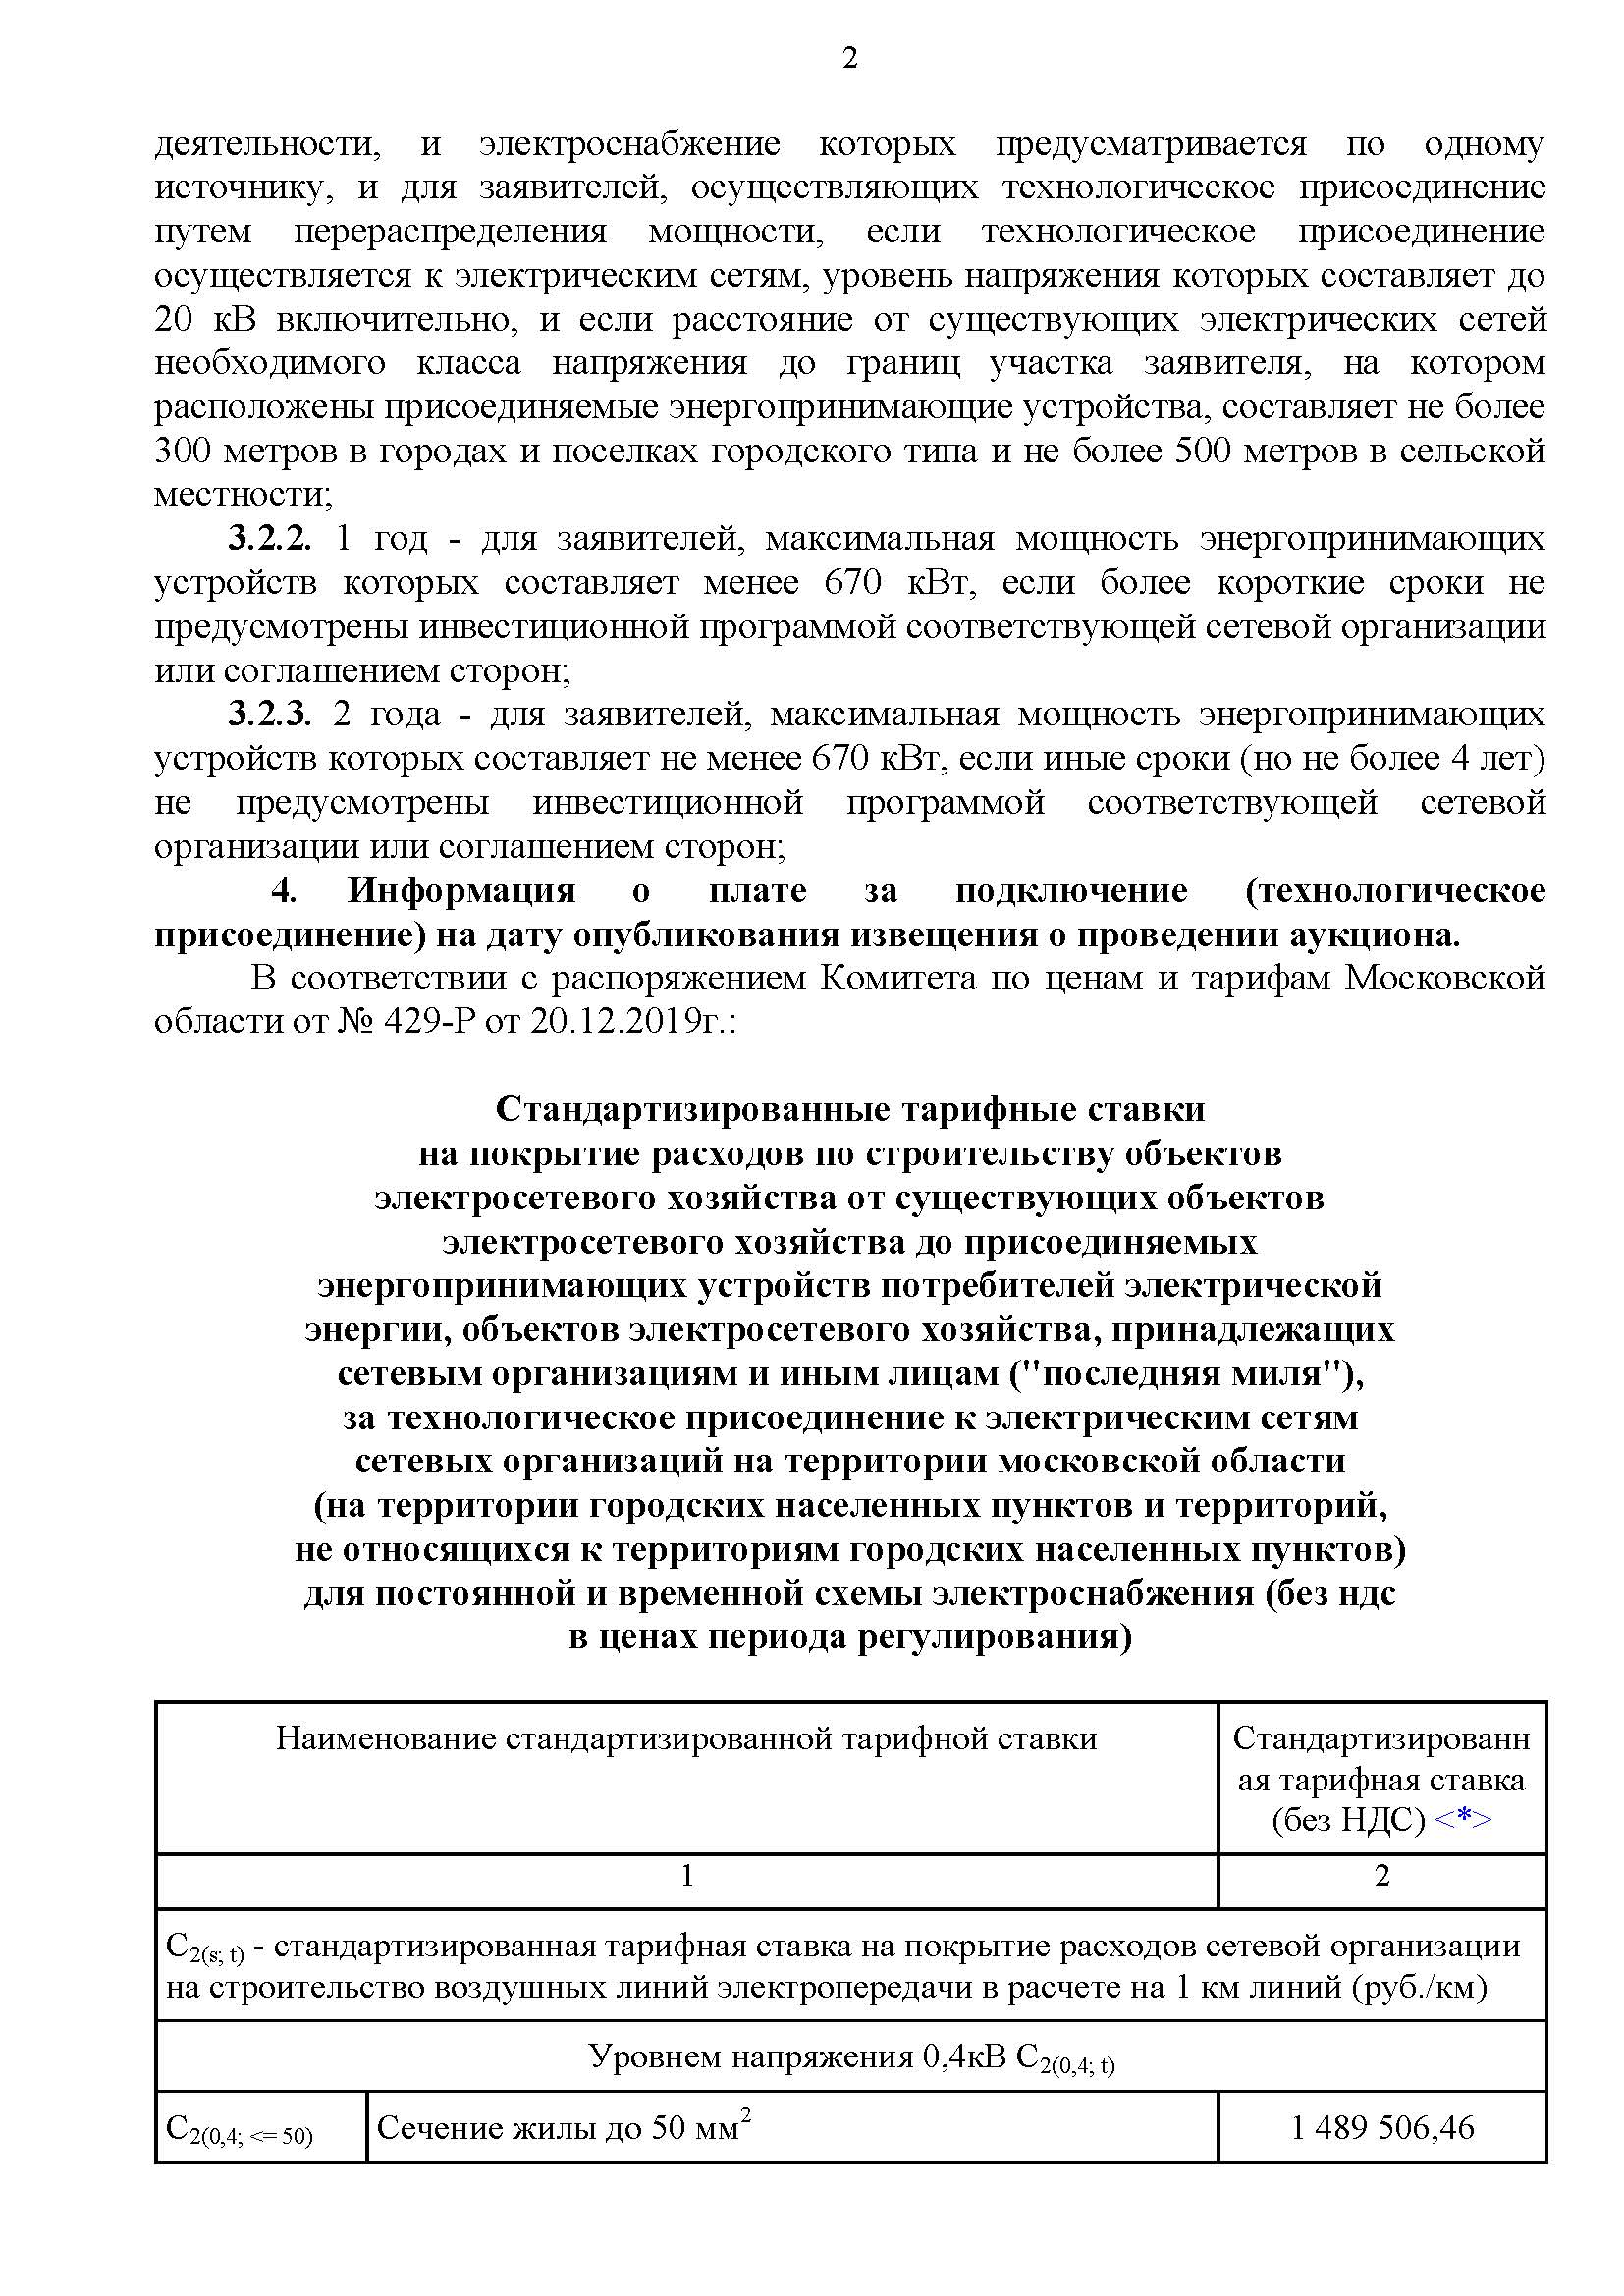 2
деятельности, и электроснабжение которых предусматривается по одному
источнику, и для заявителей, осуществляющих технологическое присоединение
путем перераспределения мощности, если технологическое присоединение
осуществляется к электрическим сетям, уровень напряжения которых составляет до
20 кВ включительно, и если расстояние от существующих электрических сетей
необходимого класса напряжения до границ участка заявителя, на котором
расположены присоединяемые энергопринимающие устройства, составляет не более
300 метров в городах и поселках городского типа и не более 500 метров в сельской
местности;
3.2.2. 1 год - для заявителей, максимальная мощность энергопринимающих
устройств которых составляет менее 670 кВт, если более короткие сроки не
предусмотрены инвестиционной программой соответствующей сетевой организации
или соглашением сторон;
3.2.3. 2 года - для заявителей, максимальная мощность энергопринимающих
устройств которых составляет не менее 670 кВт, если иные сроки (но не более 4 лет)
не предусмотрены инвестиционной программой соответствующей сетевой
организации или соглашением сторон;
4. Информация о плате за подключение (технологическое
присоединение) на дату опубликования извещения о проведении аукциона.
В соответствии с распоряжением Комитета по ценам и тарифам Московской
области от № 429-Р от 20.12.2019г.:
Стандартизированные тарифные ставки
на покрытие расходов по строительству объектов
электросетевого хозяйства от существующих объектов
электросетевого хозяйства до присоединяемых
энергопринимающих устройств потребителей электрической
энергии, объектов электросетевого хозяйства, принадлежащих
сетевым организациям и иным лицам ("последняя миля"),
за технологическое присоединение к электрическим сетям
сетевых организаций на территории московской области
(на территории городских населенных пунктов и территорий,
не относящихся к территориям городских населенных пунктов)
для постоянной и временной схемы электроснабжения (без ндс
в ценах периода регулирования)
Наименование стандартизированной тарифной ставки
Стандартизированн
ая тарифная ставка
(без НДС) <*>
1
2
C2(s; t) - стандартизированная тарифная ставка на покрытие расходов сетевой организации
на строительство воздушных линий электропередачи в расчете на 1 км линий (руб./км)
Уровнем напряжения 0,4кВ C2(0,4; t)
C2(0,4; <= 50)
Сечение жилы до 50 мм²
1 489 506,46